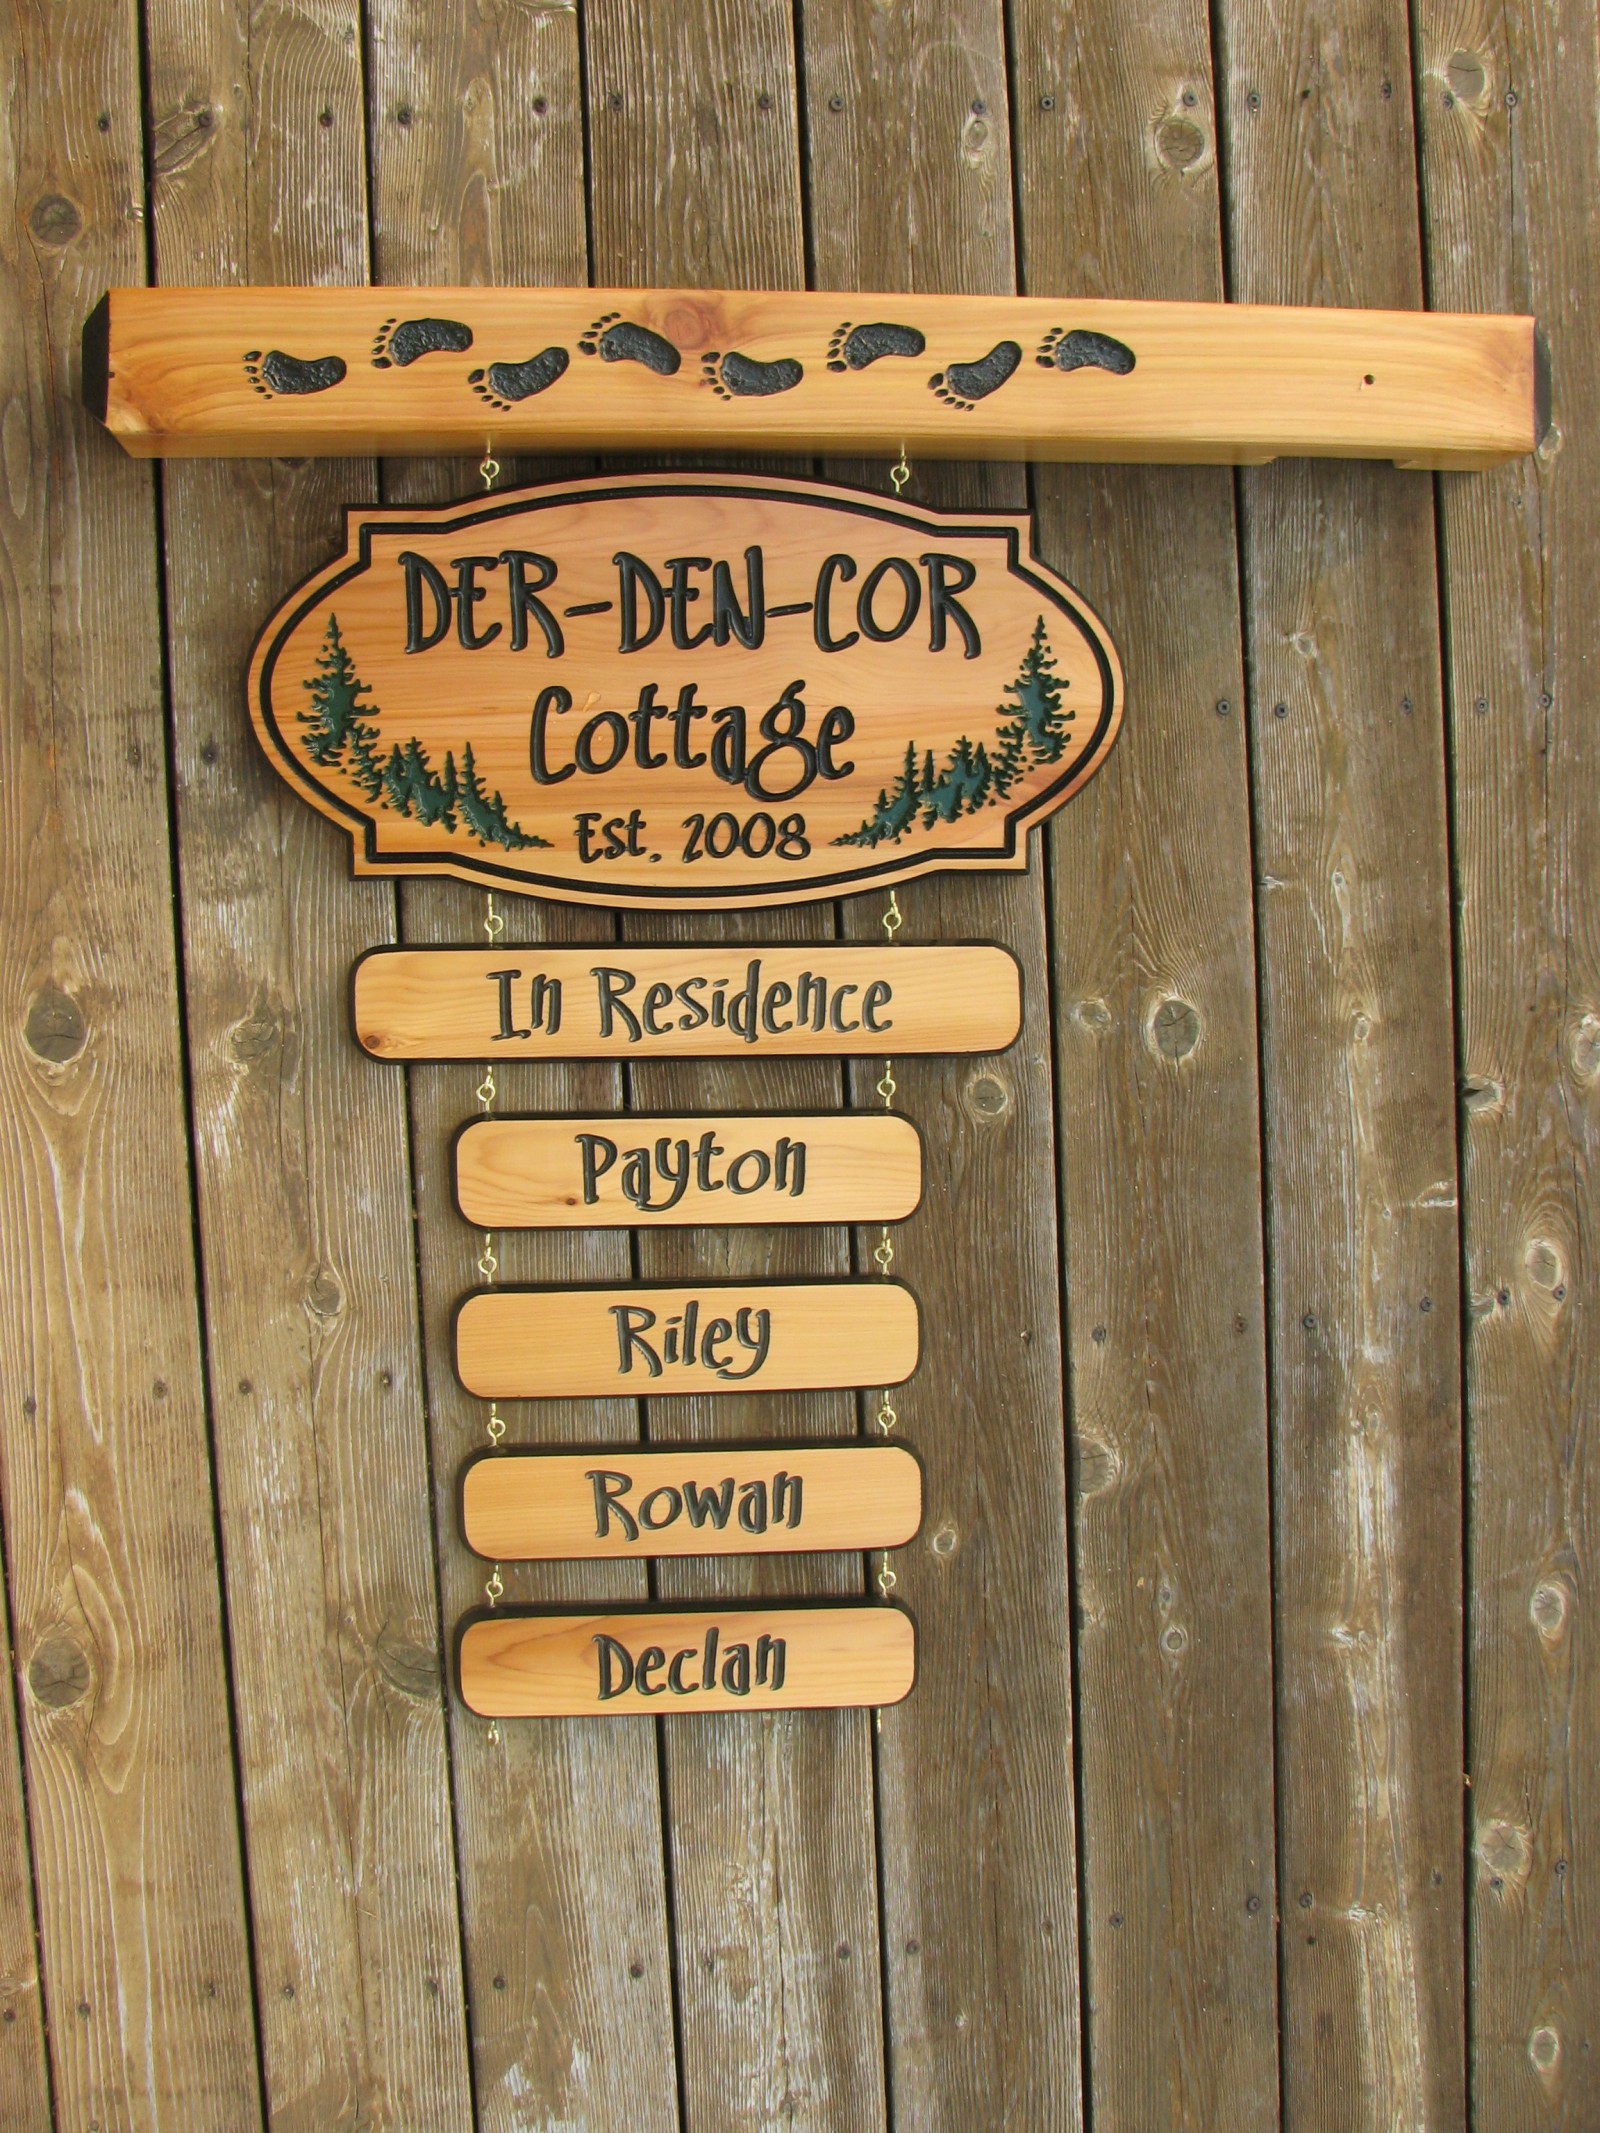 DER-DEN-COR
Cottage
Est. 2008
In Residence
Payton
Riley
Rowan
Declan